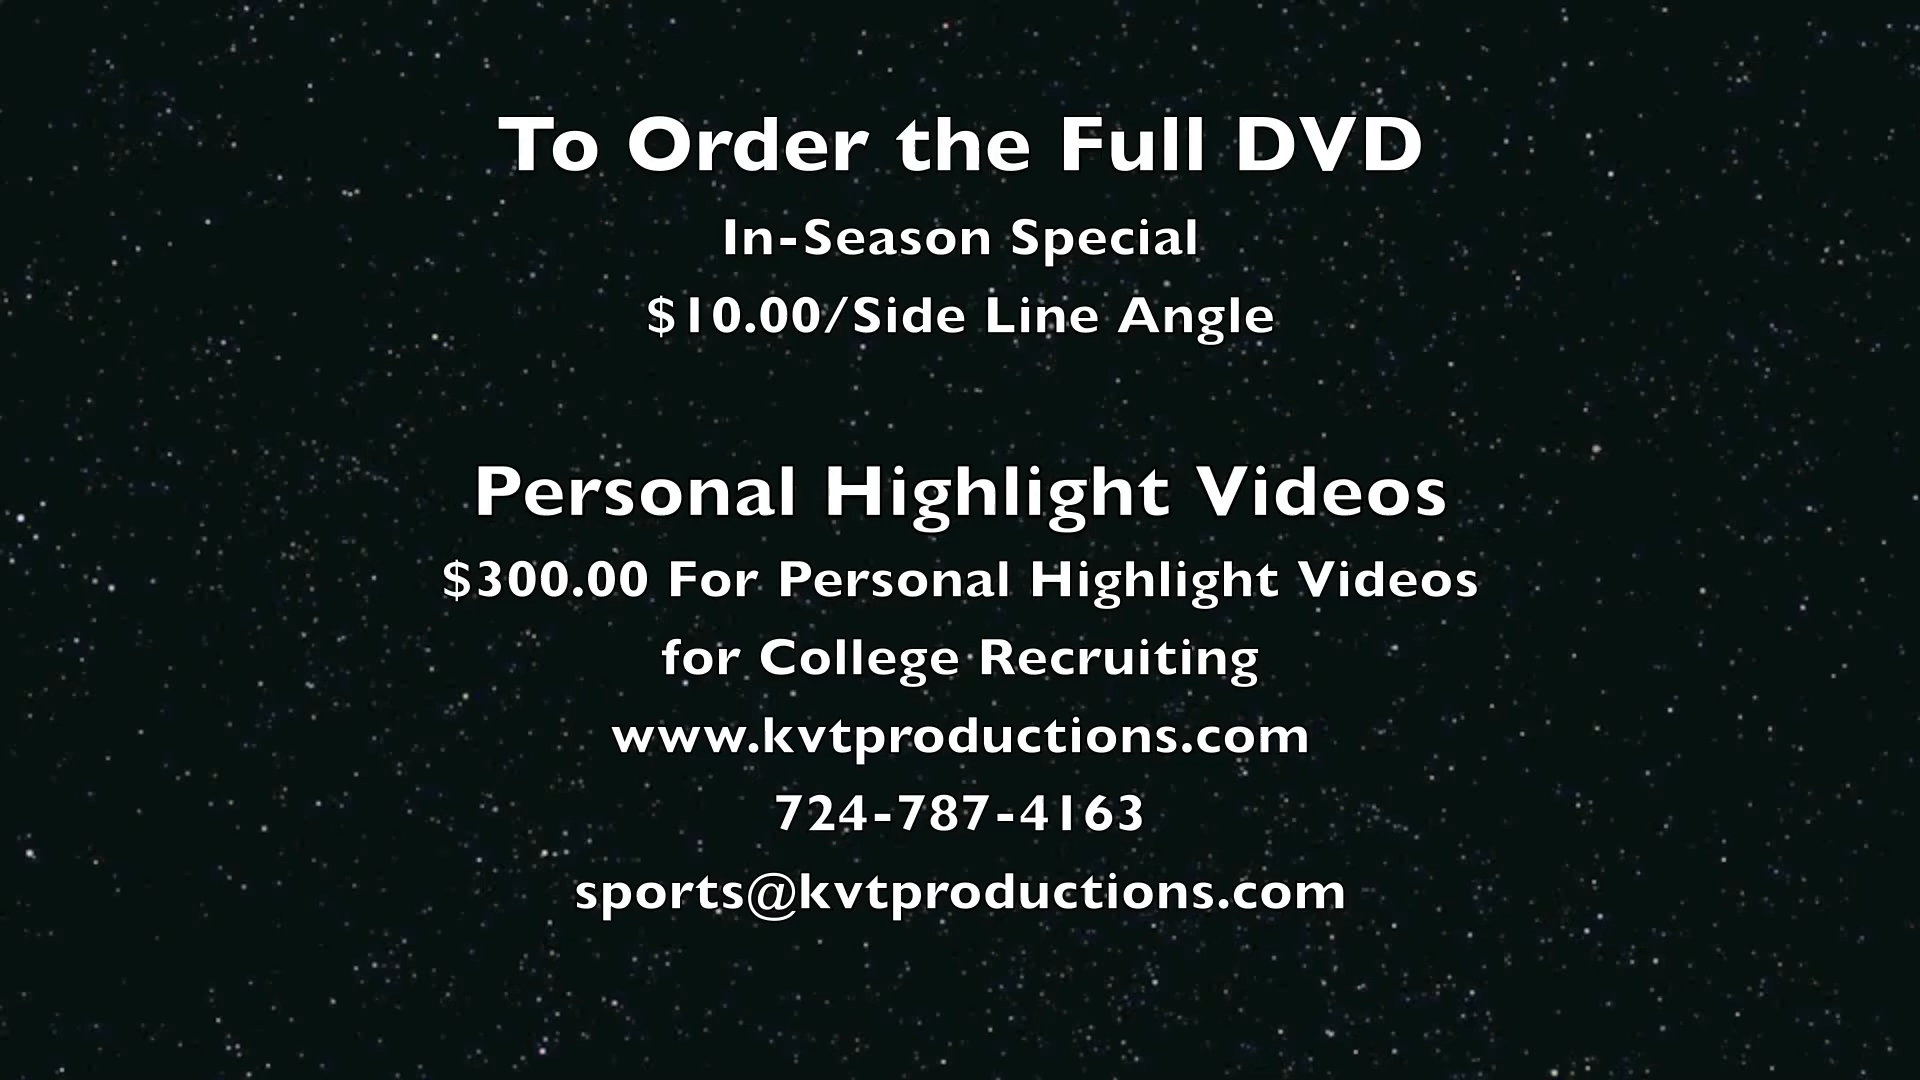 To Order the Full DVD
In-Season Special
$10.00/Side Line Angle
Personal Highlight Videos
$300.00 For Personal Highlight Videos
for College Recruiting
www.kvtproductions.com
724-787-4163
sports@kvtproductions.com